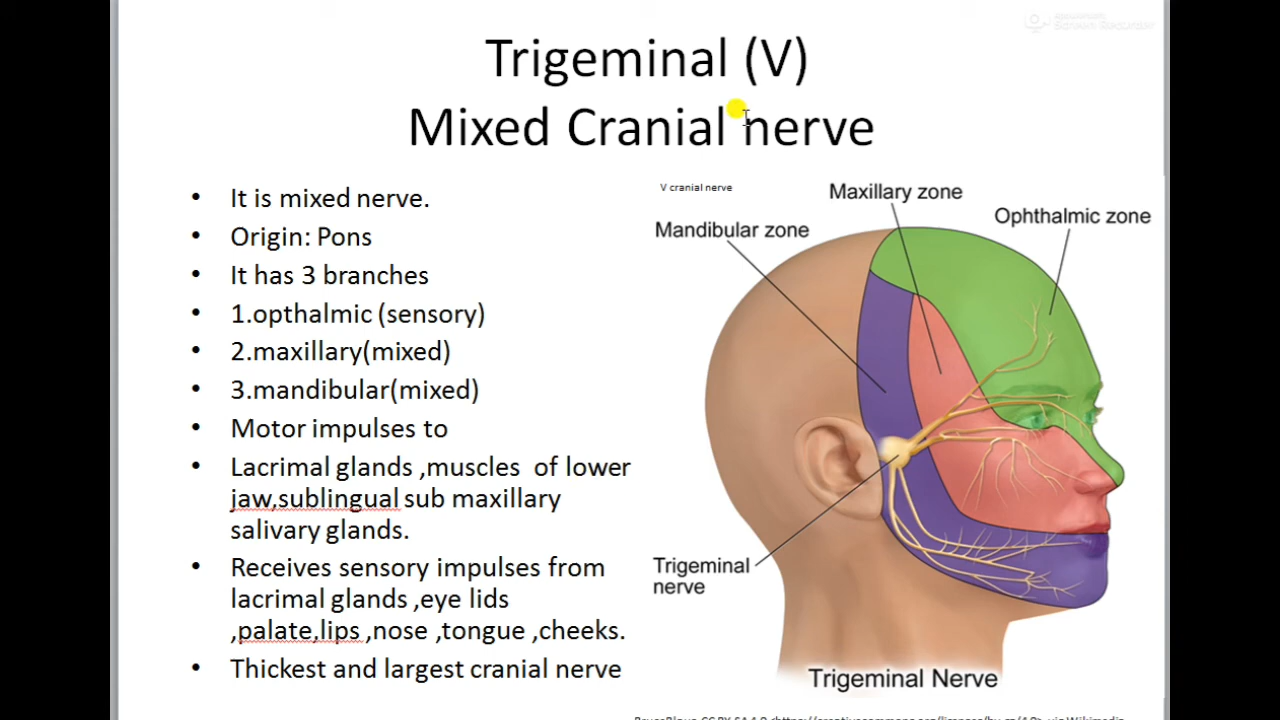 Trigeminal (V)
Mixed Cranial nerve
• It is mixed nerve.
• Origin: Pons
• It has 3 branches
• 1.opthalmic (sensory)
• 2.maxillary(mixed)
• 3.mandibular(mixed)
• Motor impulses to
• Lacrimal glands ,muscles of lower
jaw,sublingual sub maxillary
salivary glands.
• Receives sensory impulses from
lacrimal glands ,eye lids
,palate,lips ,nose ,tongue ,cheeks.
• Thickest and largest cranial nerve
V cranial nerve
Maxillary zone
Ophthalmic zone
Mandibular zone
Trigeminal
nerve
Trigeminal Nerve
Screen Recorder